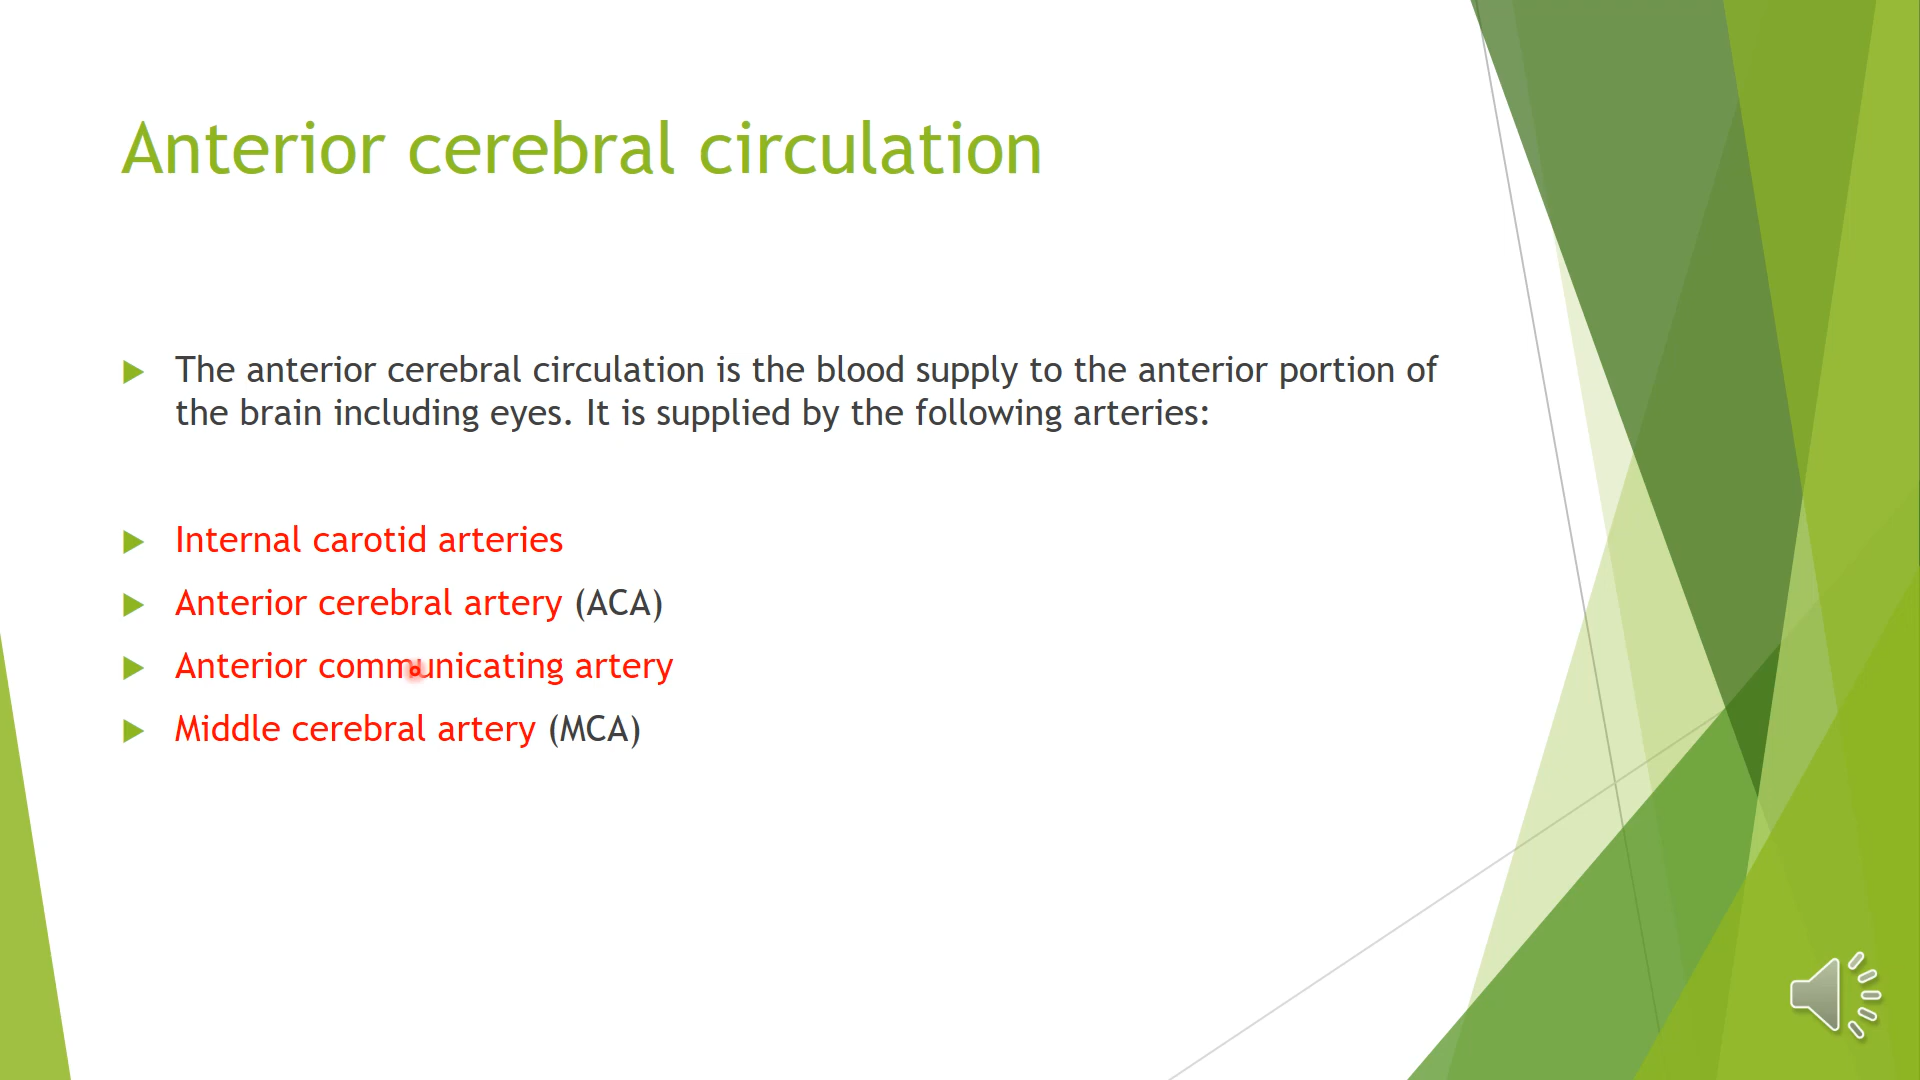 Anterior cerebral circulation
The anterior cerebral circulation is the blood supply to the anterior portion of
the brain including eyes. It is supplied by the following arteries:
Internal carotid arteries
Anterior cerebral artery (ACA)
Anterior communicating artery
Middle cerebral artery (MCA)